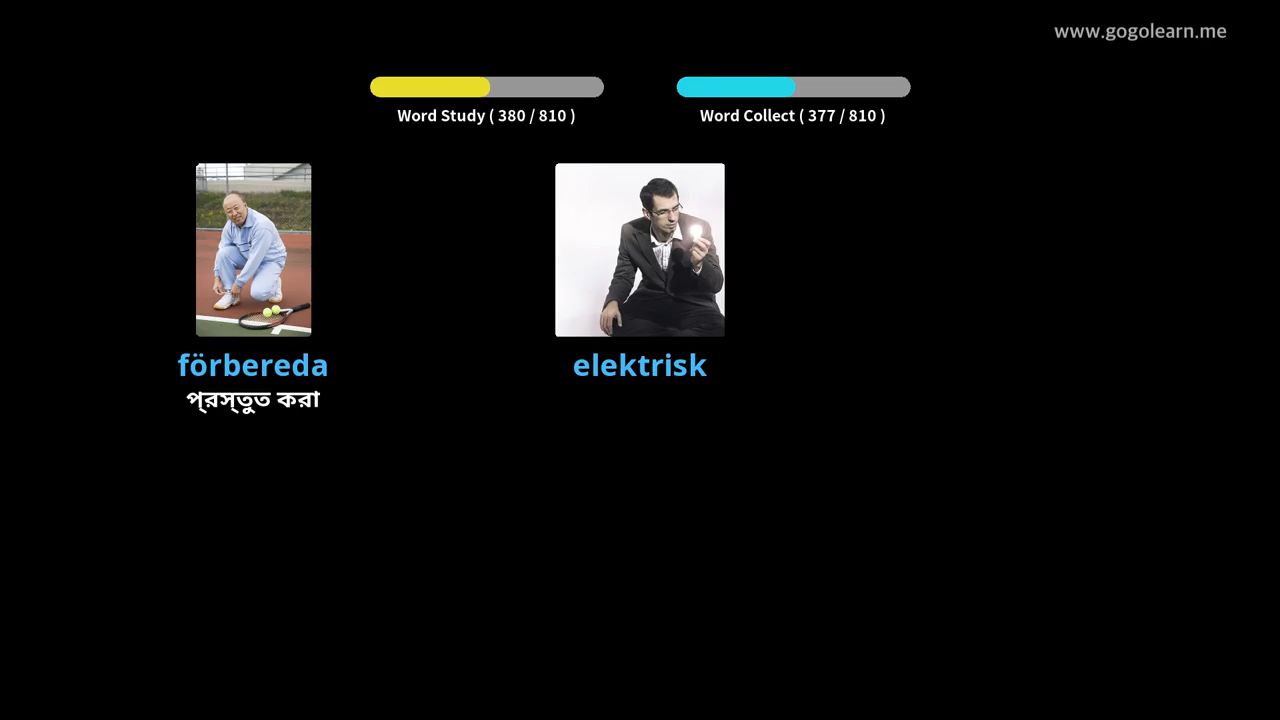 www.gogolearn.me
Word Study ( 380 / 810 )
Word Collect ( 377 / 810 )
förbereda
elektrisk
প্রস্তুত করা